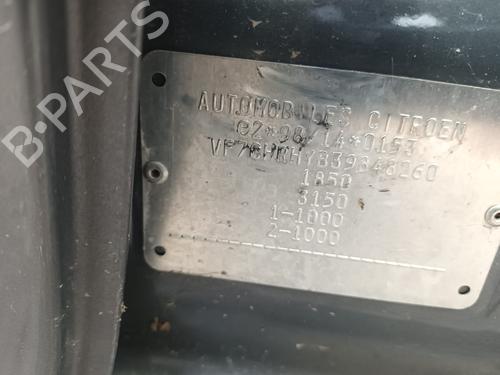 B-PARTS
AUTOMOBILES CITROEN
e2*98/14*0153
1850
3150
1-1000
2-1000